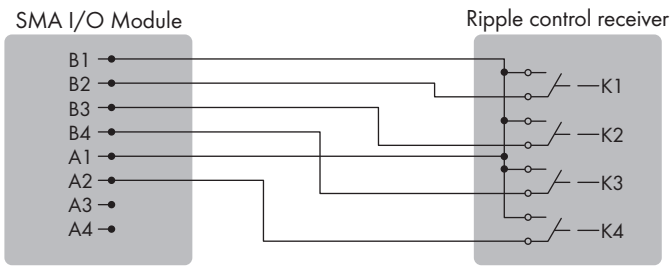 SMA I/O Module
B1
B2
B3
B4
A1
A2
A3
A4
Ripple control receiver
K1
K2
K3
K4